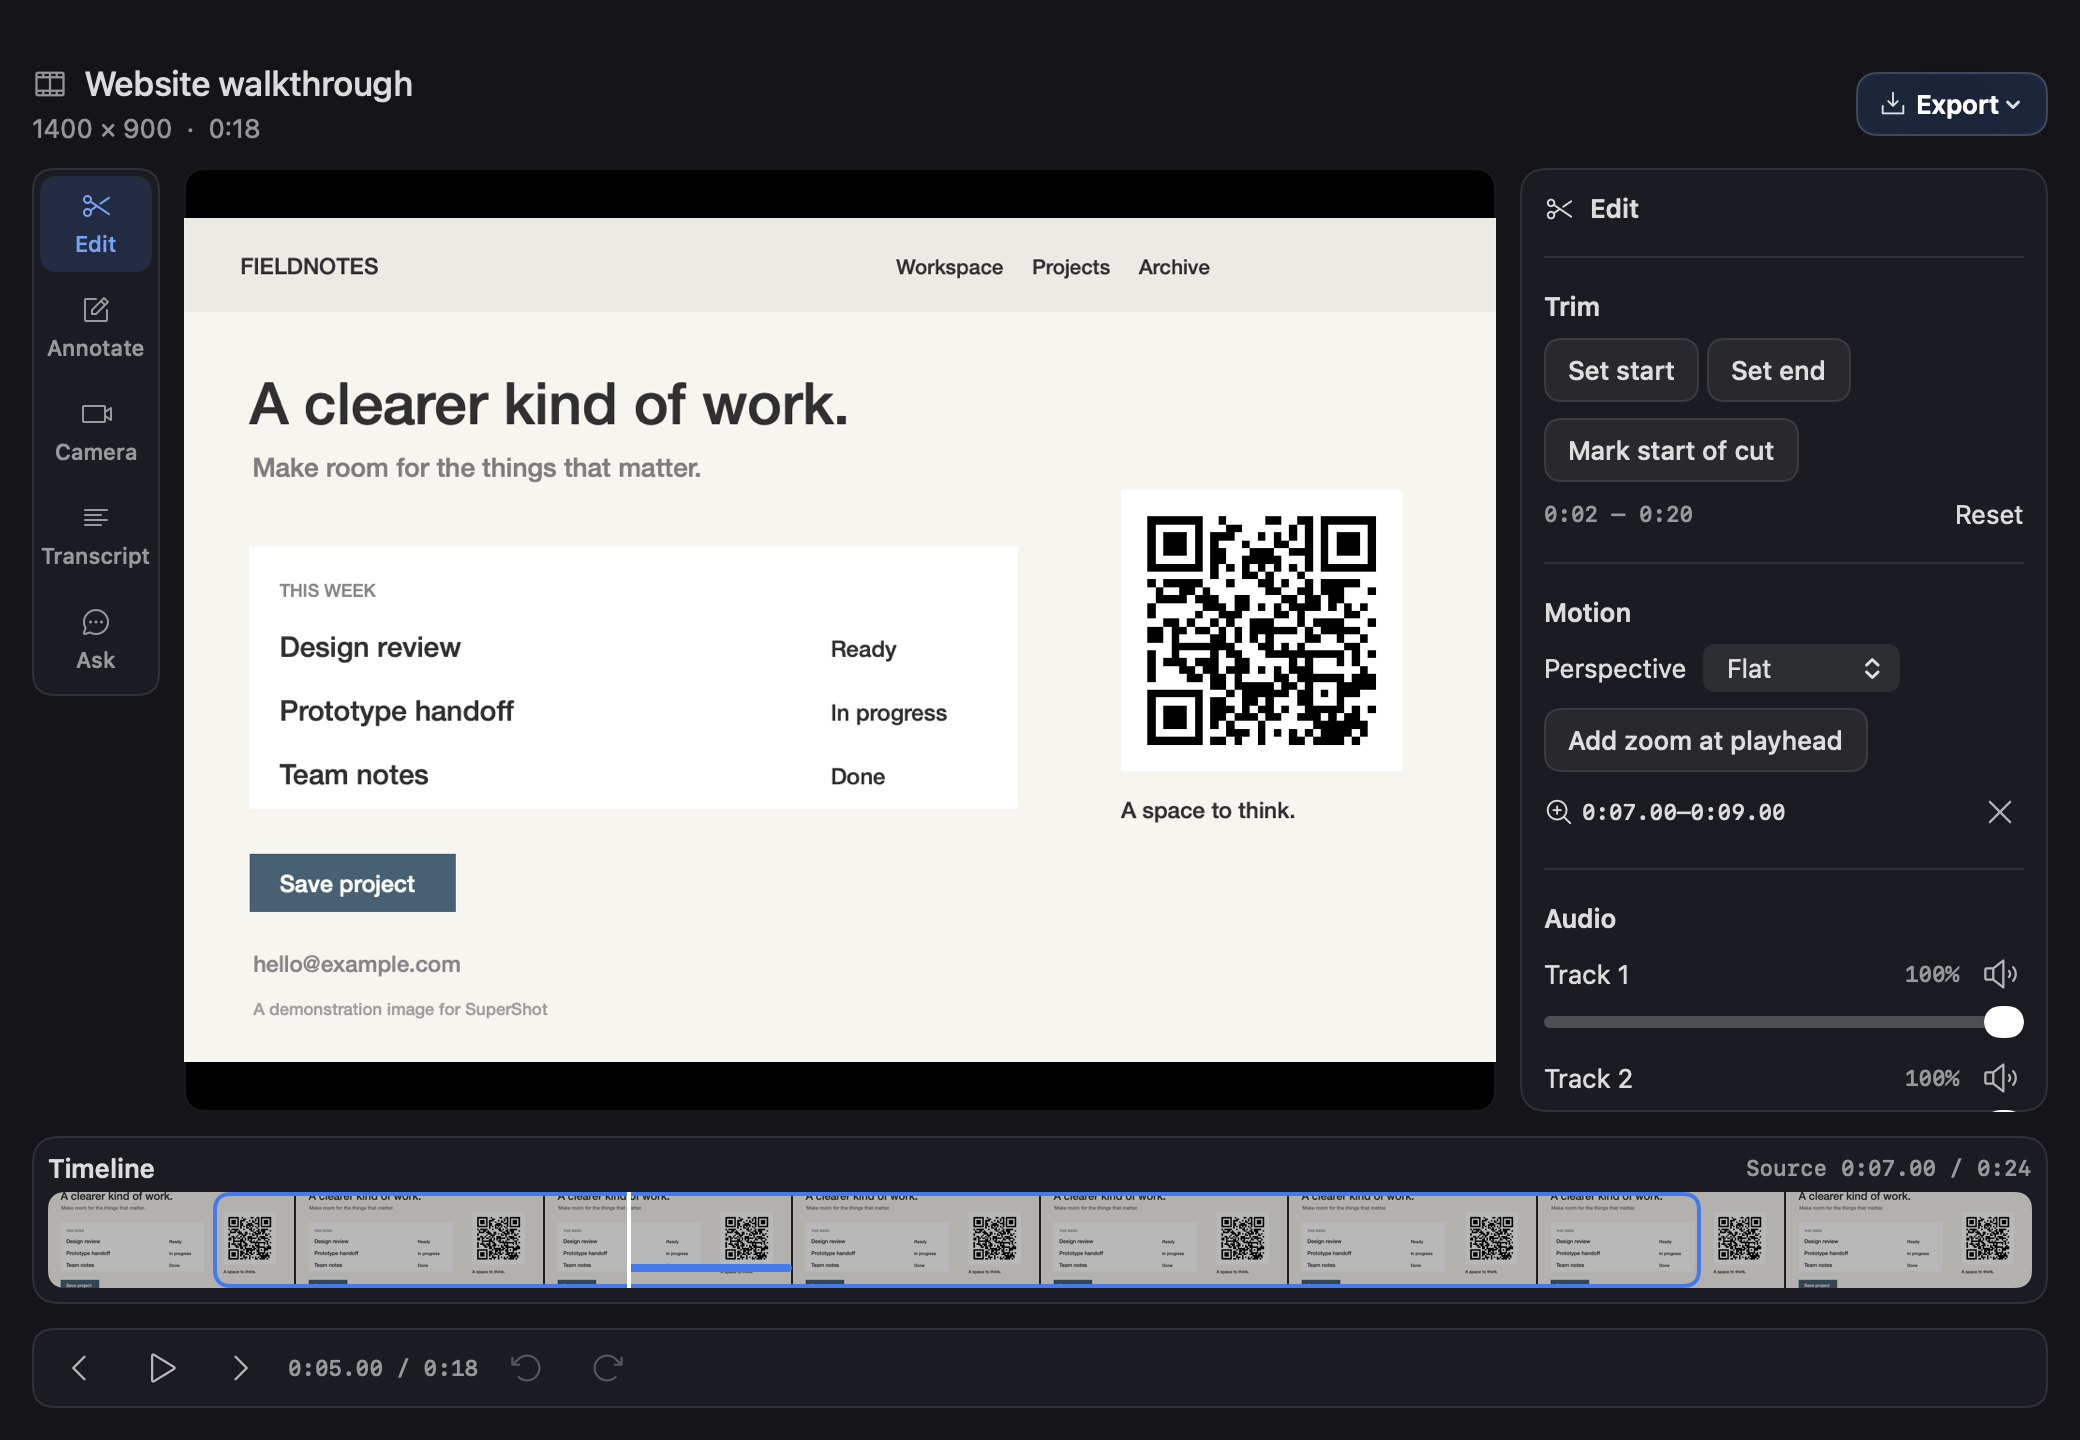 Website walkthrough
1400 × 900 · 0:18
Export
Edit
Annotate
Camera
Transcript
Ask
FIELDNOTES
Workspace Projects Archive
A clearer kind of work.
Make room for the things that matter.
THIS WEEK
Design review Ready
Prototype handoff In progress
Team notes Done
A space to think.
Save project
hello@example.com
A demonstration image for SuperShot
Edit
Trim
Set start Set end
Mark start of cut
0:02 – 0:20 Reset
Motion
Perspective Flat
Add zoom at playhead
0:07.00–0:09.00
Audio
Track 1 100%
Track 2 100%
Timeline Source 0:07.00 / 0:24
0:05.00 / 0:18